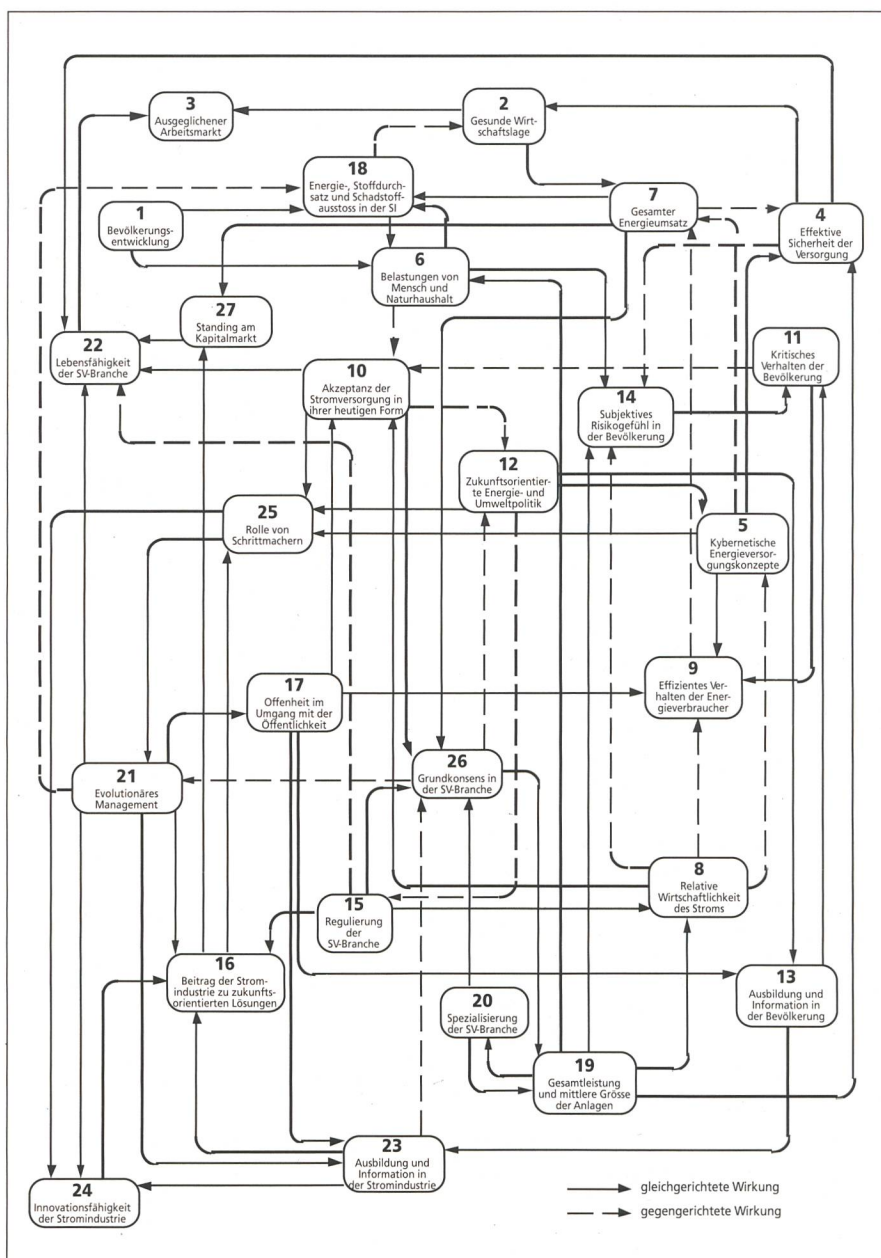 3
Ausgeglichener
Arbeitsmarkt
2
Gesunde Wirt-
schaftslage
18
Energie-, Stoffdurch-
satz und Schadstoff-
ausstoss in der SI
7
Gesamter
Energieumsatz
4
Effektive
Sicherheit der
Versorgung
1
Bevölkerungs-
entwicklung
6
Belastungen von
Mensch und
Naturhaushalt
27
Standing am
Kapitalmarkt
22
Lebensfähigkeit
der SV-Branche
11
Kritisches
Verhalten der
Bevölkerung
10
Akzeptanz der
Stromversorgung in
ihrer heutigen Form
14
Subjektives
Risikogefühl in
der Bevölkerung
12
Zukunftsorientier-
te Energie- und
Umweltpolitik
25
Rolle von
Schrittmachern
5
Kybernetische
Energieversor-
gungskonzepte
9
Effizientes Ver-
halten der Ener-
gieverbraucher
17
Offenheit im
Umgang mit der
Öffentlichkeit
26
Grundkonsens in
der SV-Branche
21
Evolutionäres
Management
8
Relative
Wirtschaftlichkeit
des Stroms
15
Regulierung
der
SV-Branche
16
Beitrag der Strom-
industrie zu zukunfts-
orientierten Lösungen
13
Ausbildung und
Information in
der Bevölkerung
20
Spezialisierung
der SV-Branche
19
Gesamtleistung
und mittlere Grösse
der Anlagen
23
Ausbildung und
Information in
der Stromindustrie
24
Innovationsfähigkeit
der Stromindustrie
gleichgerichtete Wirkung
gegengerichtete Wirkung